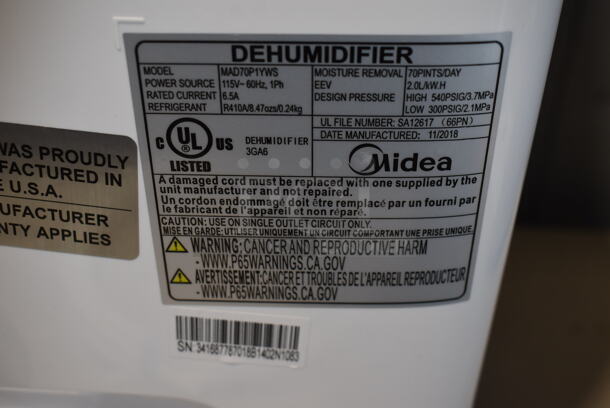 DEHUMIDIFIER
MODEL MAD70P1YWS MOISTURE REMOVAL 70PINTS/DAY
POWER SOURCE 115V~ 60Hz, 1Ph EEV 2.0L/kW.H
RATED CURRENT 6.5A DESIGN PRESSURE HIGH 540PSIG/3.7MPa
REFRIGERANT R410A/8.47ozs/0.24kg LOW 300PSIG/2.1MPa
UL FILE NUMBER: SA12617 (66PN)
DATE MANUFACTURED: 11/2018
C UL US LISTED
DEHUMIDIFIER
3GA6
Midea
A damaged cord must be replaced with one supplied by the
unit manufacturer and not repaired.
Un cordon endommagé doit être remplacé par un fourni par
le fabricant de l'appareil et non réparé.
CAUTION: USE ON SINGLE OUTLET CIRCUIT ONLY.
MISE EN GARDE: UTILISER UNIQUEMENT UN CIRCUIT COMPORTANT UNE PRISE UNIQUE.
WARNING: CANCER AND REPRODUCTIVE HARM
- WWW.P65WARNINGS.CA.GOV
AVERTISSEMENT:CANCER ET TROUBLES DE L'APPAREIL REPRODUCTEUR
- WWW.P65WARNINGS.CA.GOV
WAS PROUDLY
FACTURED IN
U.S.A.
UFACTURER
NTY APPLIES
SN: 341687787018B1402N1083